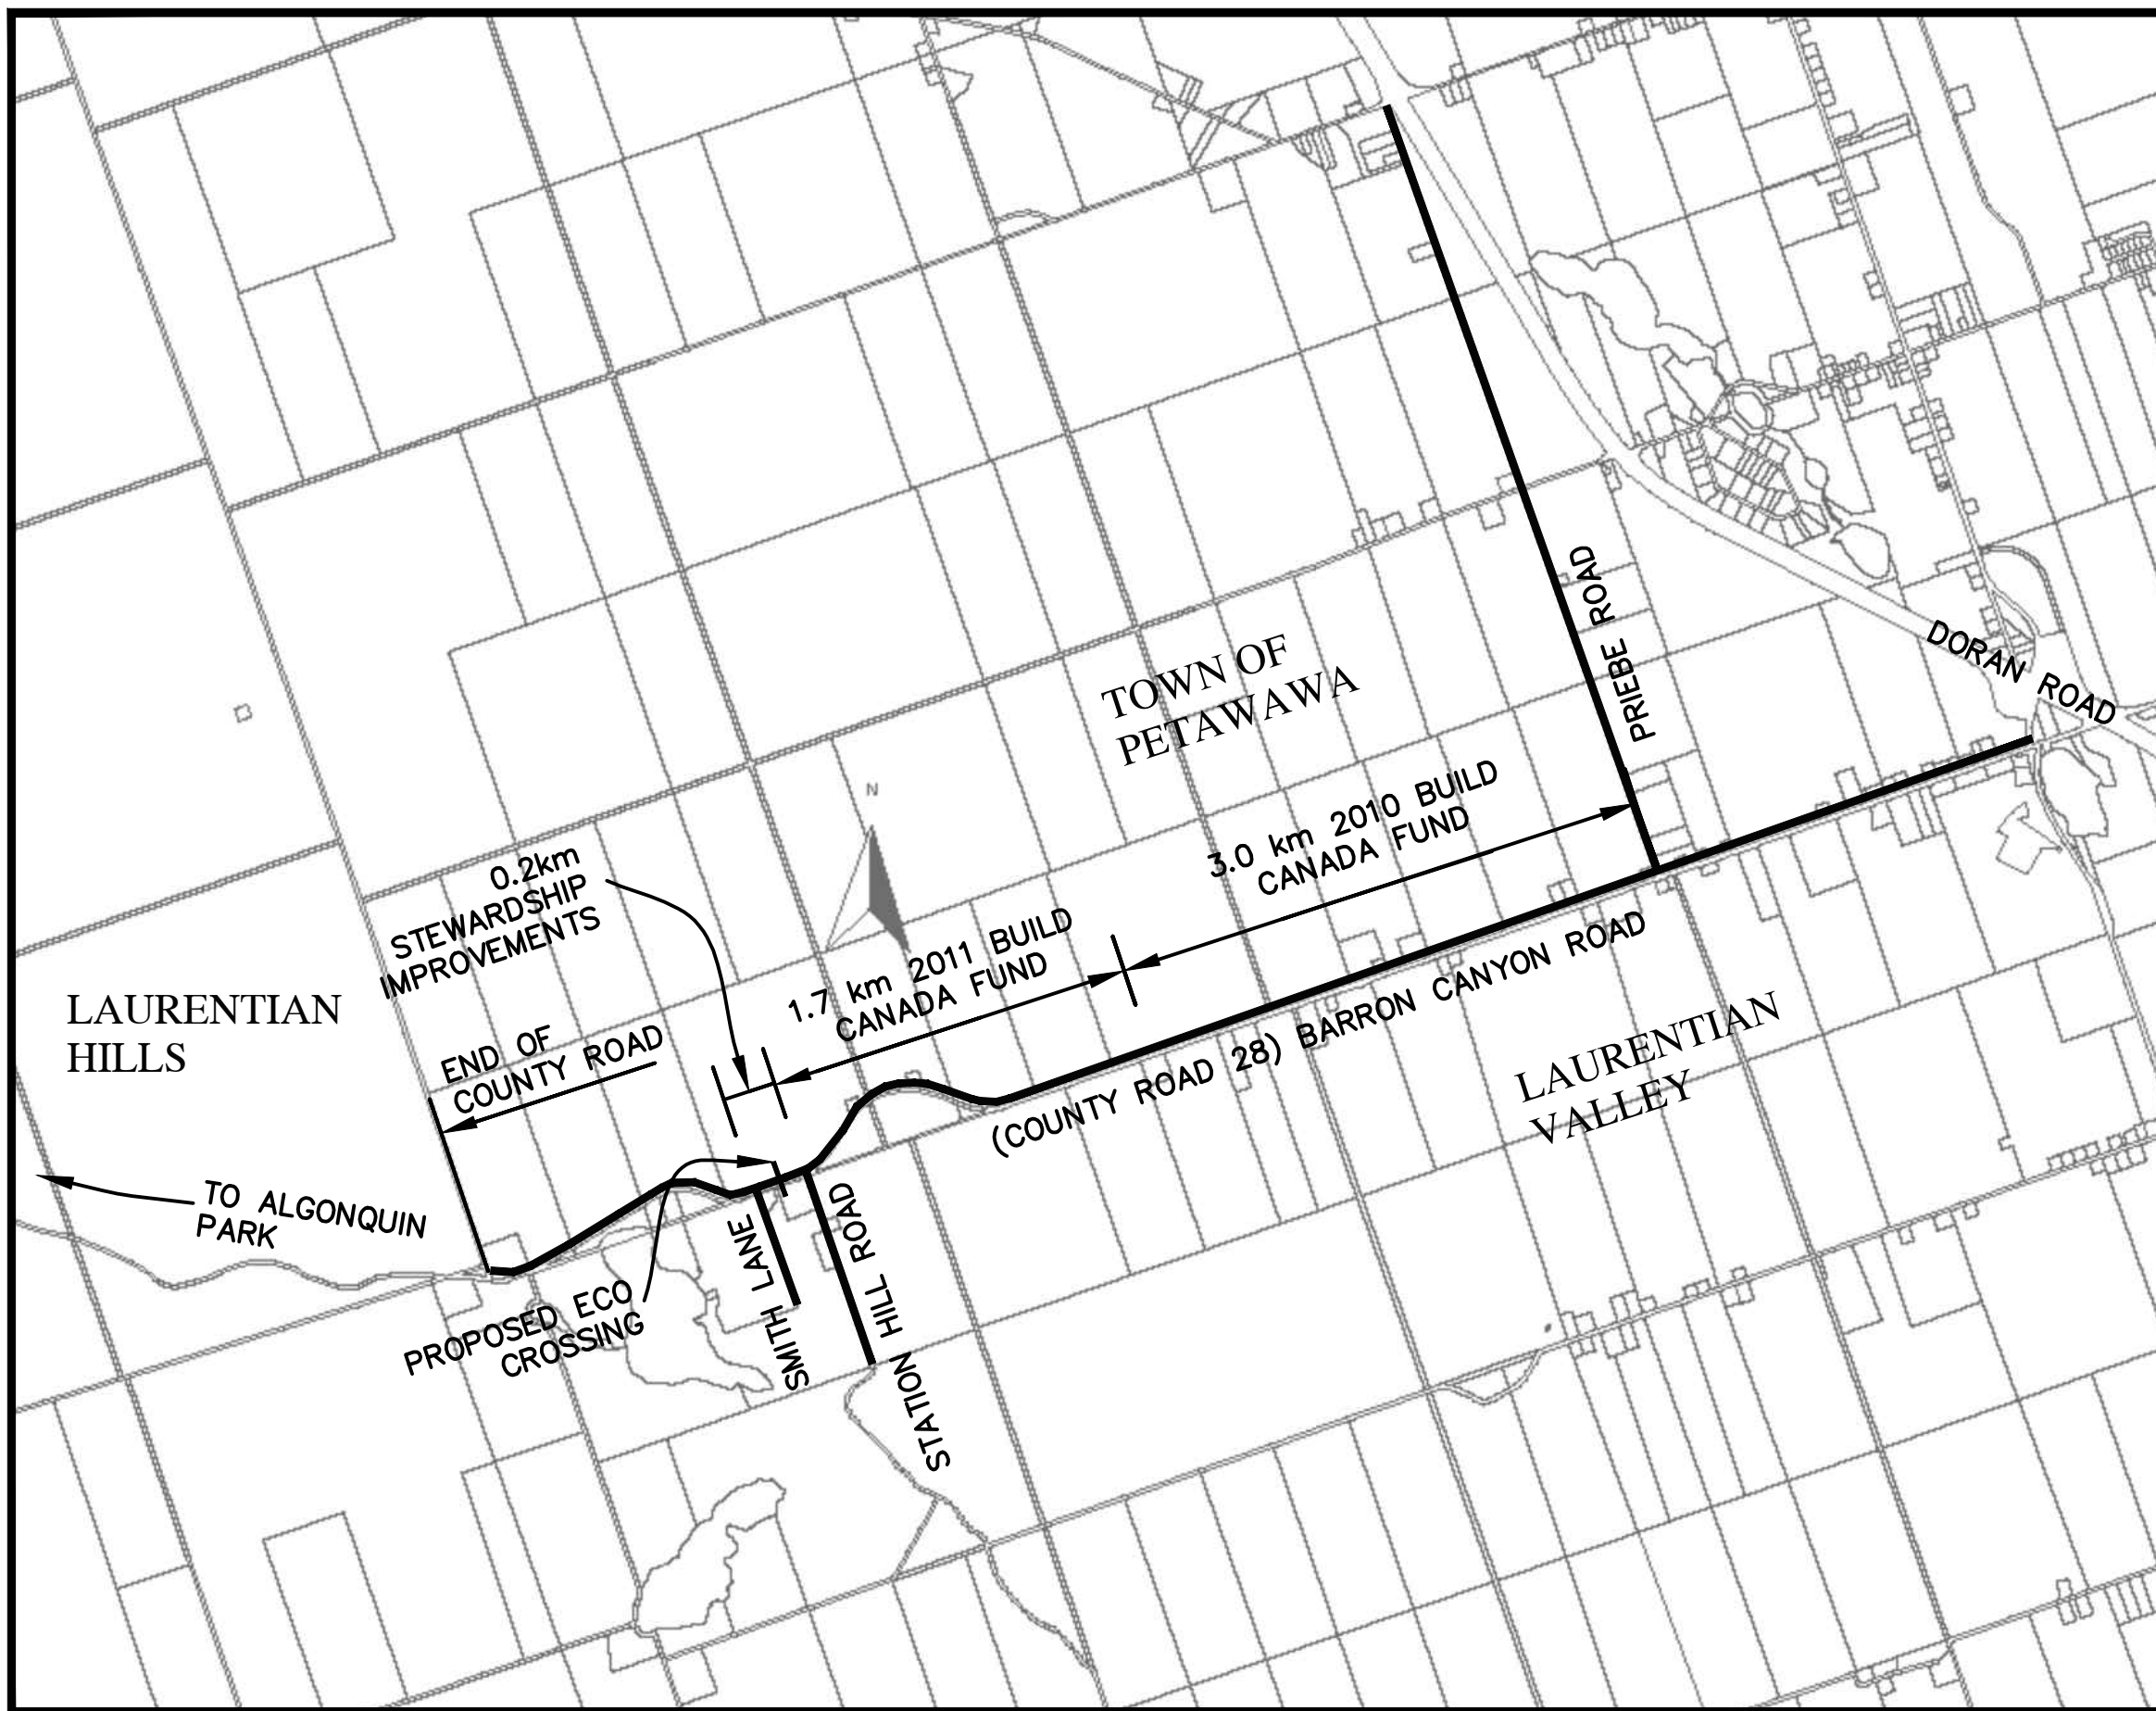 TOWN OF
PETAWAWA
PRIEBE ROAD
DORAN ROAD
N
3.0 km 2010 BUILD
CANADA FUND
0.2km
STEWARDSHIP
IMPROVEMENTS
1.7 km 2011 BUILD
CANADA FUND
(COUNTY ROAD 28) BARRON CANYON ROAD
LAURENTIAN
HILLS
END OF
COUNTY ROAD
LAURENTIAN
VALLEY
TO ALGONQUIN
PARK
SMITH LANE
STATION HILL ROAD
PROPOSED ECO
CROSSING